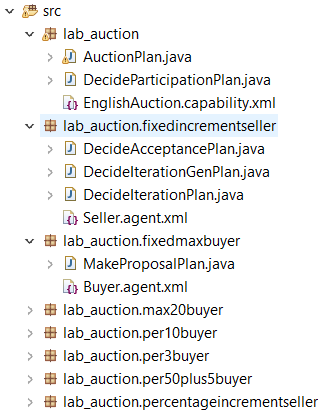 src
lab_auction
AuctionPlan.java
DecideParticipationPlan.java
EnglishAuction.capability.xml
lab_auction.fixedincrementseller
DecideAcceptancePlan.java
DecideIterationGenPlan.java
DecideIterationPlan.java
Seller.agent.xml
lab_auction.fixedmaxbuyer
MakeProposalPlan.java
Buyer.agent.xml
lab_auction.max20buyer
lab_auction.per10buyer
lab_auction.per3buyer
lab_auction.per50plus5buyer
lab_auction.percentageincrementseller